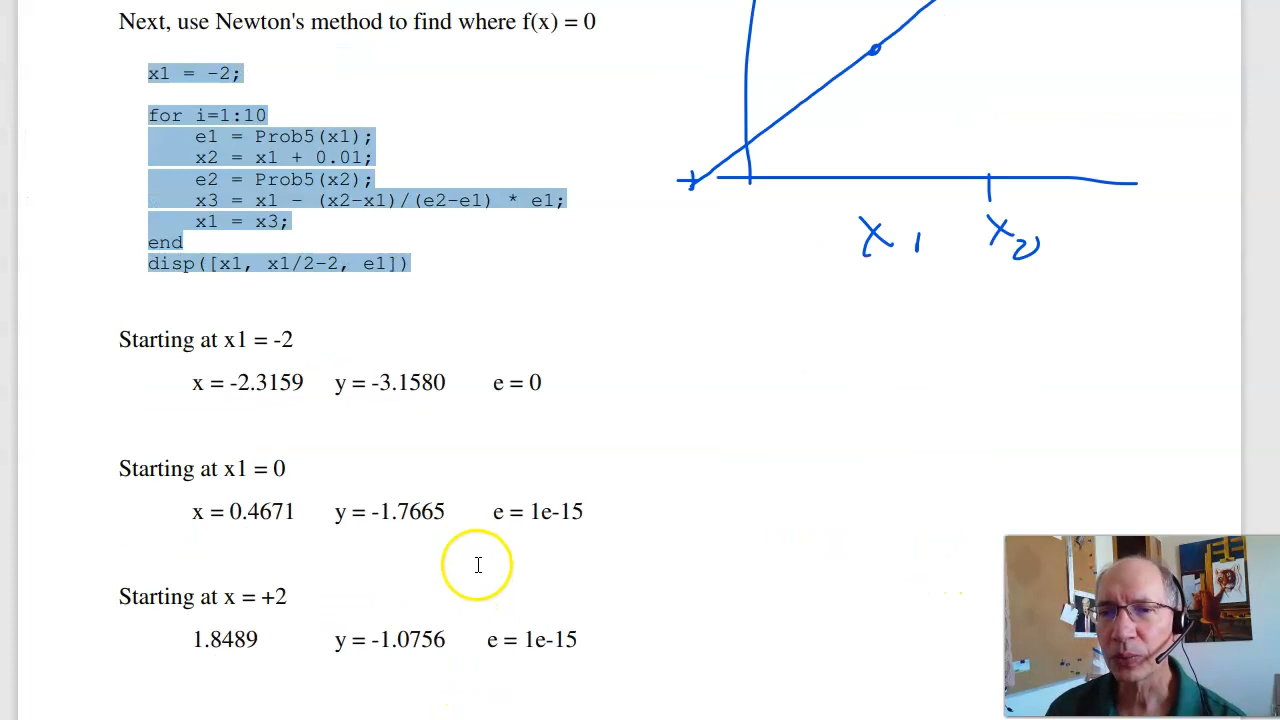 Next, use Newton's method to find where f(x) = 0
x1 = -2;
for i=1:10
e1 = Prob5(x1);
x2 = x1 + 0.01;
e2 = Prob5(x2);
x3 = x1 - (x2-x1)/(e2-e1) * e1;
x1 = x3;
end
disp([x1, x1/2-2, e1])
x1 x2
Starting at x1 = -2
x = -2.3159 y = -3.1580 e = 0
Starting at x1 = 0
x = 0.4671 y = -1.7665 e = 1e-15
Starting at x = +2
1.8489 y = -1.0756 e = 1e-15